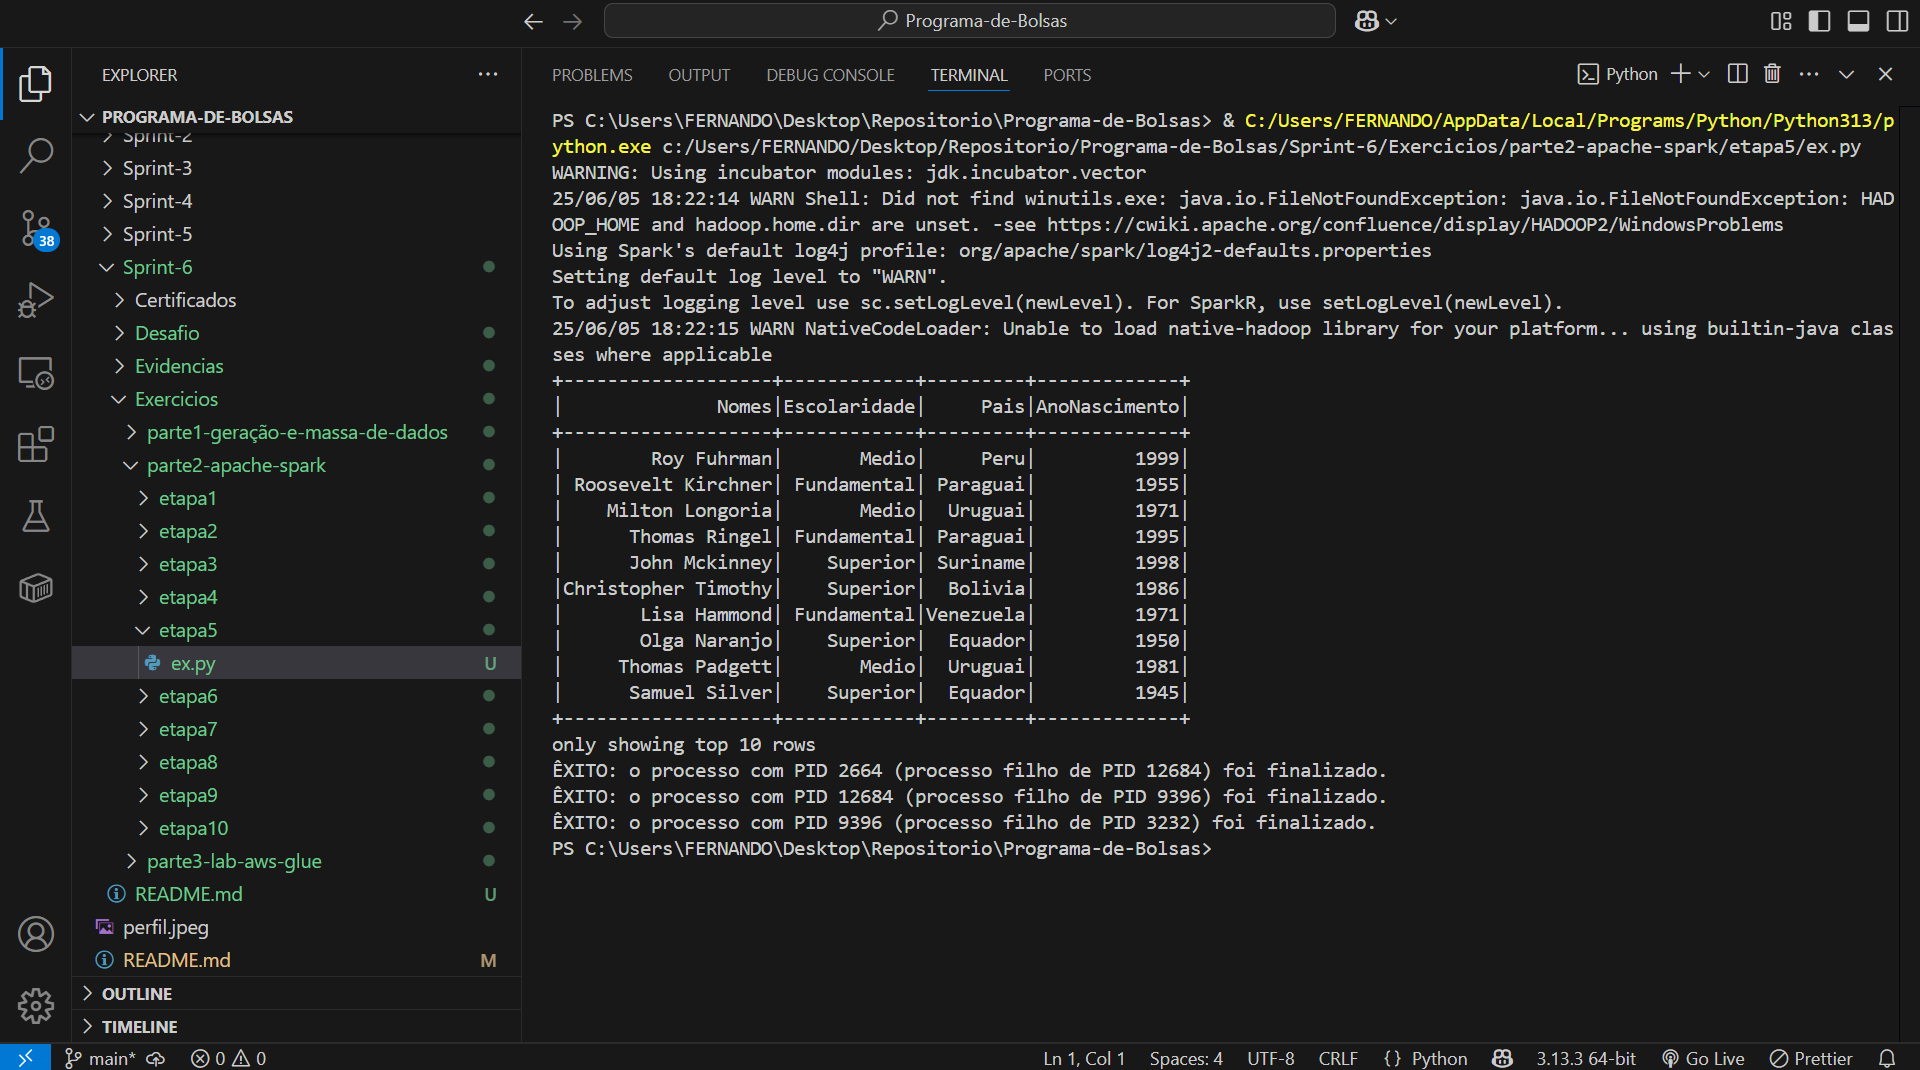 Programa-de-Bolsas
EXPLORER
PROGRAMA-DE-BOLSAS
Sprint-2
Sprint-3
Sprint-4
Sprint-5
Sprint-6
Certificados
Desafio
Evidencias
Exercicios
parte1-geração-e-massa-de-dados
parte2-apache-spark
etapa1
etapa2
etapa3
etapa4
etapa5
ex.py U
etapa6
etapa7
etapa8
etapa9
etapa10
parte3-lab-aws-glue
README.md U
perfil.jpeg
README.md M
OUTLINE
TIMELINE
38
PROBLEMS OUTPUT DEBUG CONSOLE TERMINAL PORTS
Python
PS C:\Users\FERNANDO\Desktop\Repositorio\Programa-de-Bolsas> & C:/Users/FERNANDO/AppData/Local/Programs/Python/Python313/p
ython.exe c:/Users/FERNANDO/Desktop/Repositorio/Programa-de-Bolsas/Sprint-6/Exercicios/parte2-apache-spark/etapa5/ex.py
WARNING: Using incubator modules: jdk.incubator.vector
25/06/05 18:22:14 WARN Shell: Did not find winutils.exe: java.io.FileNotFoundException: java.io.FileNotFoundException: HAD
OOP_HOME and hadoop.home.dir are unset. -see https://cwiki.apache.org/confluence/display/HADOOP2/WindowsProblems
Using Spark's default log4j profile: org/apache/spark/log4j2-defaults.properties
Setting default log level to "WARN".
To adjust logging level use sc.setLogLevel(newLevel). For SparkR, use setLogLevel(newLevel).
25/06/05 18:22:15 WARN NativeCodeLoader: Unable to load native-hadoop library for your platform... using builtin-java clas
ses where applicable
+-------------------+------------+---------+-------------+
|              Nomes|Escolaridade|     Pais|AnoNascimento|
+-------------------+------------+---------+-------------+
|        Roy Fuhrman|       Medio|     Peru|         1999|
| Roosevelt Kirchner| Fundamental| Paraguai|         1955|
|    Milton Longoria|       Medio|  Uruguai|         1971|
|      Thomas Ringel| Fundamental| Paraguai|         1995|
|      John Mckinney|    Superior| Suriname|         1998|
|Christopher Timothy|    Superior|  Bolivia|         1986|
|       Lisa Hammond| Fundamental|Venezuela|         1971|
|       Olga Naranjo|    Superior|  Equador|         1950|
|     Thomas Padgett|       Medio|  Uruguai|         1981|
|      Samuel Silver|    Superior|  Equador|         1945|
+-------------------+------------+---------+-------------+
only showing top 10 rows
ÊXITO: o processo com PID 2664 (processo filho de PID 12684) foi finalizado.
ÊXITO: o processo com PID 12684 (processo filho de PID 9396) foi finalizado.
ÊXITO: o processo com PID 9396 (processo filho de PID 3232) foi finalizado.
PS C:\Users\FERNANDO\Desktop\Repositorio\Programa-de-Bolsas>
main* 0 0 Ln 1, Col 1 Spaces: 4 UTF-8 CRLF {} Python 3.13.3 64-bit Go Live Prettier